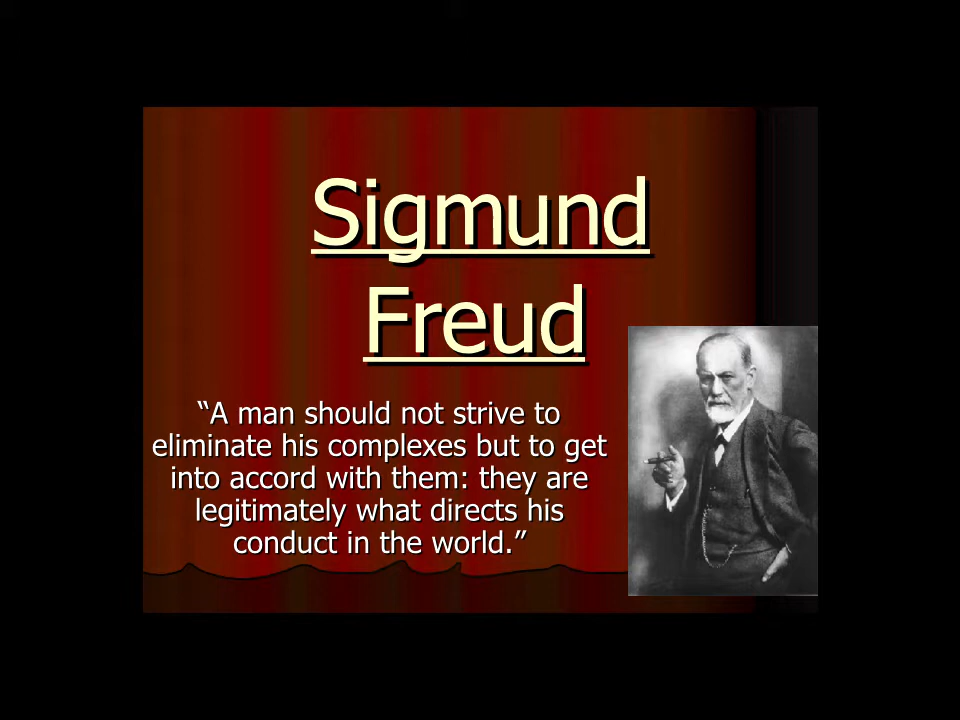 Sigmund
Freud
“A man should not strive to
eliminate his complexes but to get
into accord with them: they are
legitimately what directs his
conduct in the world.”